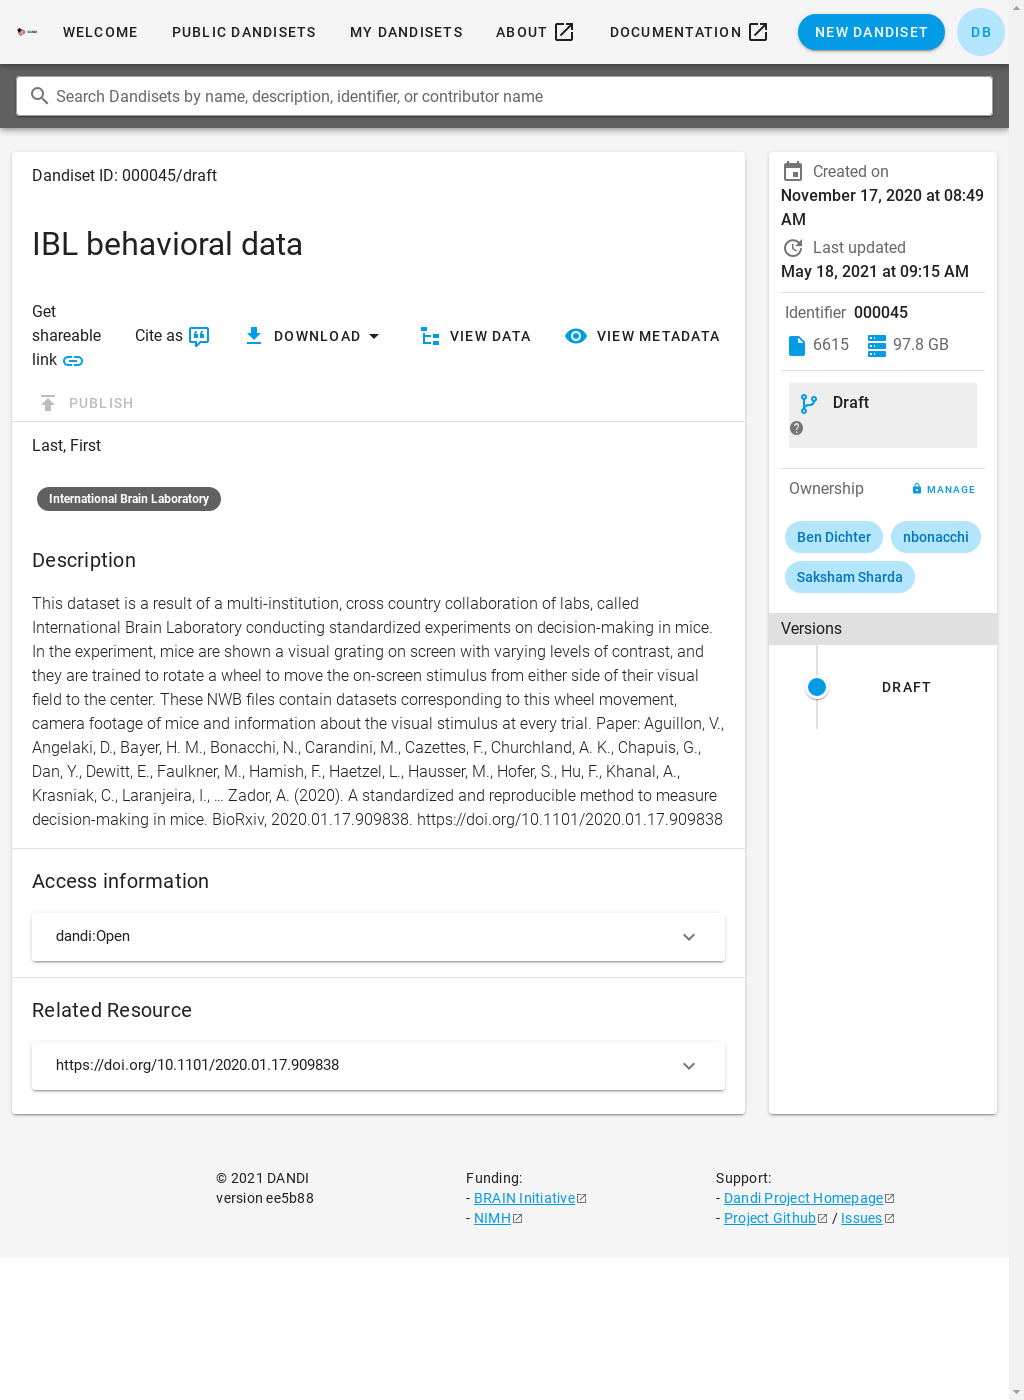 WELCOME PUBLIC DANDISETS MY DANDISETS ABOUT DOCUMENTATION NEW DANDISET DB
Search Dandisets by name, description, identifier, or contributor name
Dandiset ID: 000045/draft
IBL behavioral data
Get shareable link
Cite as
DOWNLOAD
VIEW DATA
VIEW METADATA
PUBLISH
Last, First
International Brain Laboratory
Description
This dataset is a result of a multi-institution, cross country collaboration of labs, called
International Brain Laboratory conducting standardized experiments on decision-making in mice.
In the experiment, mice are shown a visual grating on screen with varying levels of contrast, and
they are trained to rotate a wheel to move the on-screen stimulus from either side of their visual
field to the center. These NWB files contain datasets corresponding to this wheel movement,
camera footage of mice and information about the visual stimulus at every trial. Paper: Aguillon, V.,
Angelaki, D., Bayer, H. M., Bonacchi, N., Carandini, M., Cazettes, F., Churchland, A. K., Chapuis, G.,
Dan, Y., Dewitt, E., Faulkner, M., Hamish, F., Haetzel, L., Hausser, M., Hofer, S., Hu, F., Khanal, A.,
Krasniak, C., Laranjeira, I., … Zador, A. (2020). A standardized and reproducible method to measure
decision-making in mice. BioRxiv, 2020.01.17.909838. https://doi.org/10.1101/2020.01.17.909838
Access information
dandi:Open
Related Resource
https://doi.org/10.1101/2020.01.17.909838
Created on
November 17, 2020 at 08:49
AM
Last updated
May 18, 2021 at 09:15 AM
Identifier 000045
6615 97.8 GB
Draft
Ownership MANAGE
Ben Dichter nbonacchi
Saksham Sharda
Versions
DRAFT
© 2021 DANDI
version ee5b88
Funding:
- BRAIN Initiative
- NIMH
Support:
- Dandi Project Homepage
- Project Github / Issues